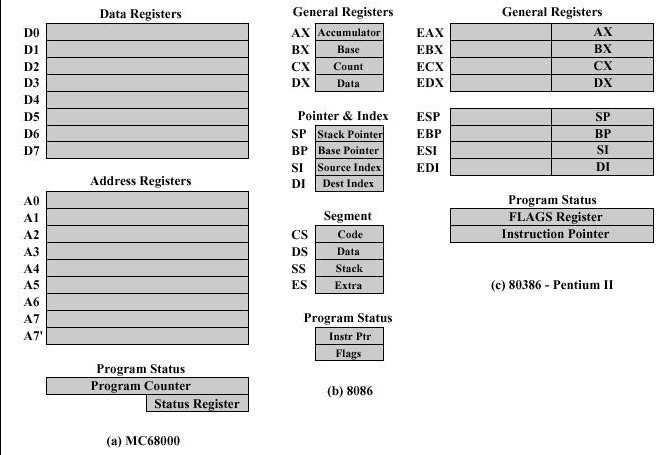 Data Registers
D0
D1
D2
D3
D4
D5
D6
D7
Address Registers
A0
A1
A2
A3
A4
A5
A6
A7
A7'
Program Status
Program Counter
Status Register
(a) MC68000
General Registers
AX Accumulator
BX Base
CX Count
DX Data
Pointer & Index
SP Stack Pointer
BP Base Pointer
SI Source Index
DI Dest Index
Segment
CS Code
DS Data
SS Stack
ES Extra
Program Status
Instr Ptr
Flags
(b) 8086
General Registers
EAX AX
EBX BX
ECX CX
EDX DX
ESP SP
EBP BP
ESI SI
EDI DI
Program Status
FLAGS Register
Instruction Pointer
(c) 80386 - Pentium II